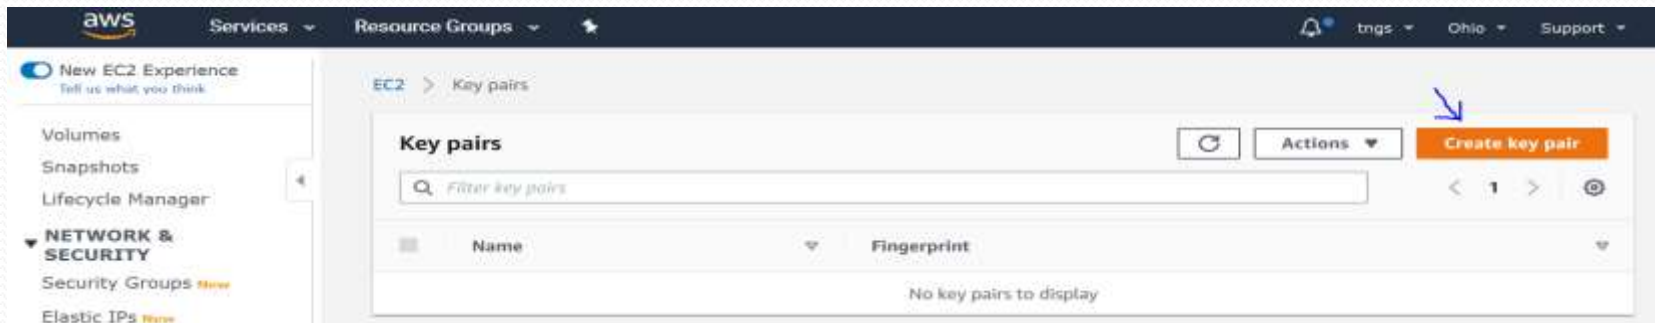 aws Services Resource Groups tngs Ohio Support
New EC2 Experience
Tell us what you think
EC2 > Key pairs
Volumes
Snapshots
Lifecycle Manager
NETWORK &
SECURITY
Security Groups New
Elastic IPs New
Key pairs Actions Create key pair
Filter key pairs < 1 >
Name Fingerprint
No key pairs to display